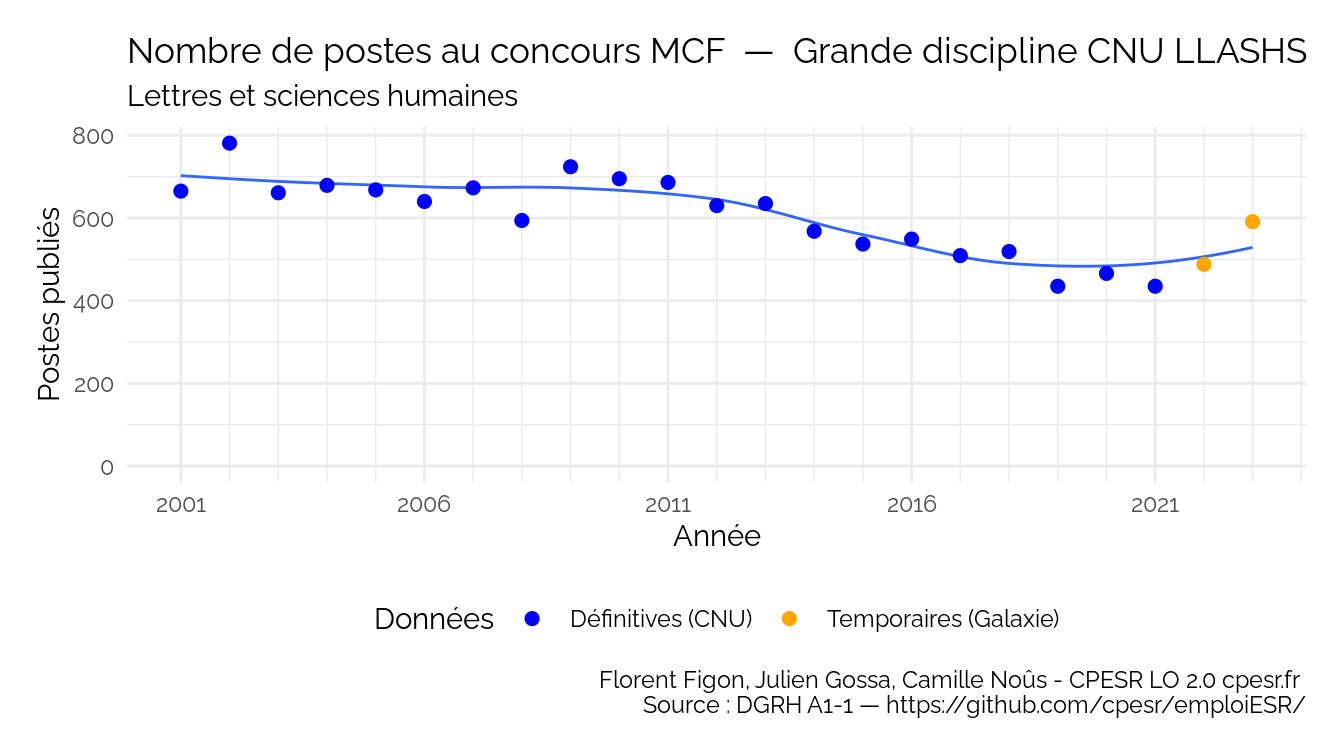 Nombre de postes au concours MCF — Grande discipline CNU LLASHS
Lettres et sciences humaines
Postes publiés
800
600
400
200
0
2001 2006 2011 2016 2021
Année
Données Définitives (CNU) Temporaires (Galaxie)
Florent Figon, Julien Gossa, Camille Noûs - CPESR LO 2.0 cpesr.fr
Source : DGRH A1-1 — https://github.com/cpesr/emploiESR/